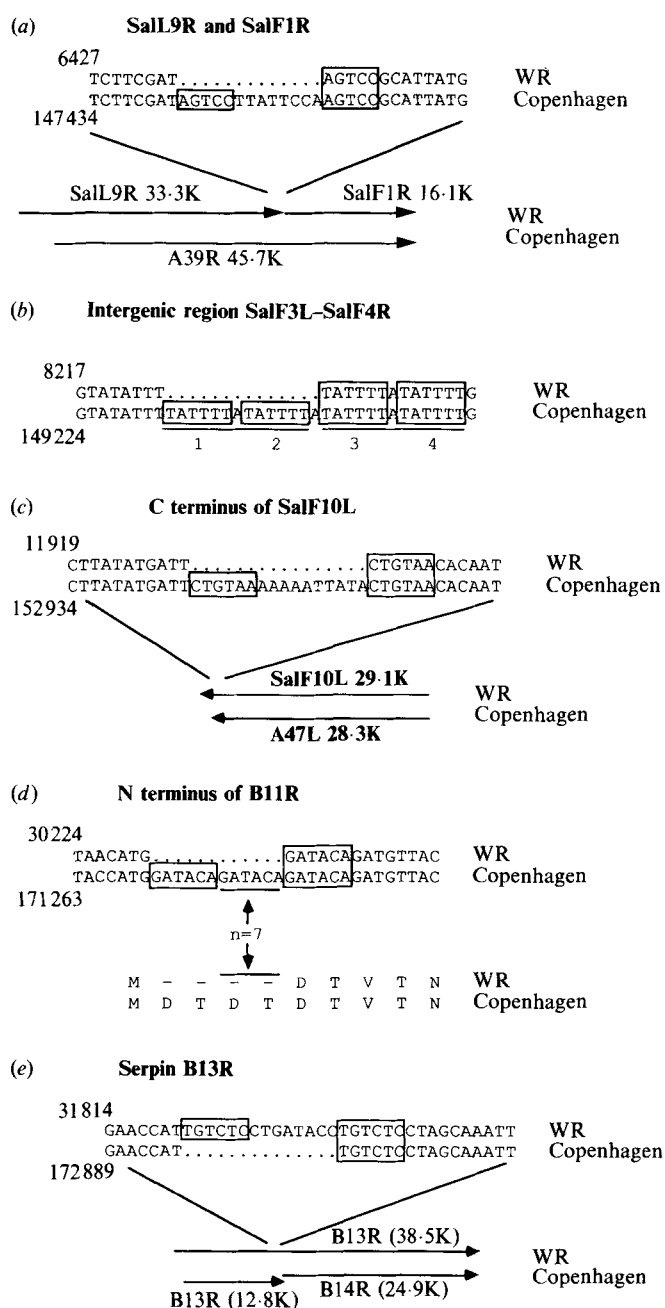 (a) SalL9R and SalF1R
6427
TCTTCGAT.............AGTCCGCATTATG WR
TCTTCGATAGTCCTTATTCCAAGTCCGCATTATG Copenhagen
147434
SalL9R 33·3K SalF1R 16·1K
WR
Copenhagen
A39R 45·7K
(b) Intergenic region SalF3L–SalF4R
8217
GTATATTT..............TATTTTATATTTTG WR
GTATATTTTATTTTATATTTTATATTTTATATTTTG Copenhagen
149224
1 2 3 4
(c) C terminus of SalF10L
11919
CTTATATGATT................CTGTAACACAAT WR
CTTATATGATTCTGTAAAAAAATTATACTGTAACACAAT Copenhagen
152934
SalF10L 29·1K
WR
Copenhagen
A47L 28·3K
(d) N terminus of B11R
30224
TAACATG............GATACAGATGTTAC WR
TACCATGGATACAGATACAGATACAGATGTTAC Copenhagen
171263
n=7
M - - - - D T V T N WR
M D T D T D T V T N Copenhagen
(e) Serpin B13R
31814
GAACCATTGTCTCCTGATACCTGTCTCCTAGCAAATT WR
GAACCAT..............TGTCTCCTAGCAAATT Copenhagen
172889
B13R (38·5K)
WR
Copenhagen
B13R (12·8K) B14R (24·9K)